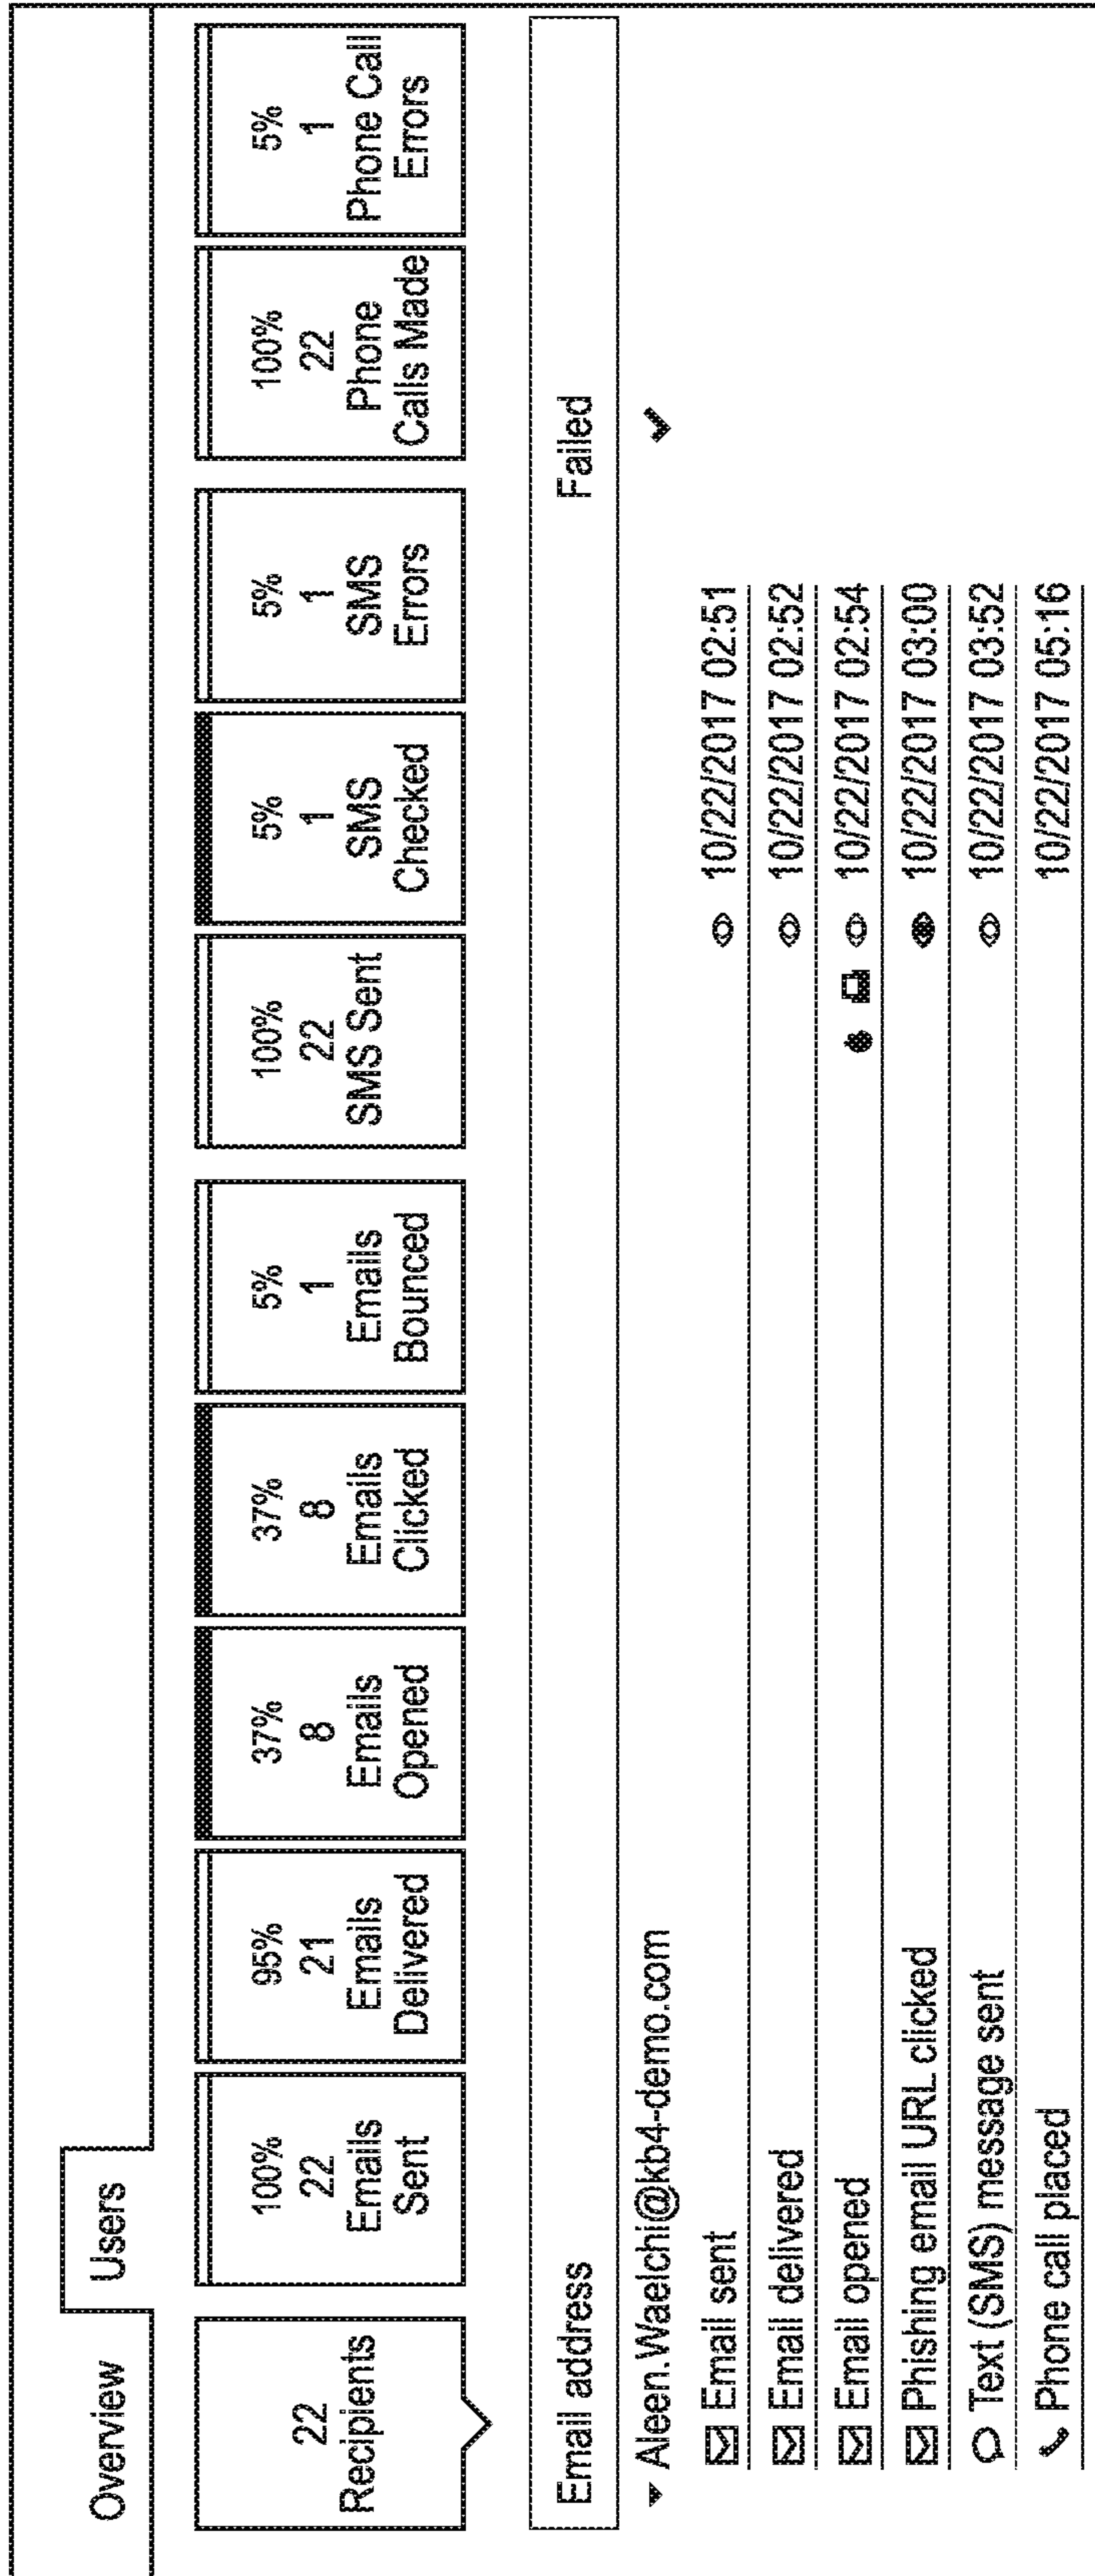 Overview
Users
22
Recipients
100%
22
Emails
Sent
95%
21
Emails
Delivered
37%
8
Emails
Opened
37%
8
Emails
Clicked
5%
1
Emails
Bounced
100%
22
SMS Sent
5%
1
SMS
Checked
5%
1
SMS
Errors
100%
22
Phone
Calls Made
5%
1
Phone Call
Errors
Email address Failed
Aleen.Waelchi@kb4-demo.com
Email sent 10/22/2017 02:51
Email delivered 10/22/2017 02:52
Email opened 10/22/2017 02:54
Phishing email URL clicked 10/22/2017 03:00
Text (SMS) message sent 10/22/2017 03:52
Phone call placed 10/22/2017 05:16